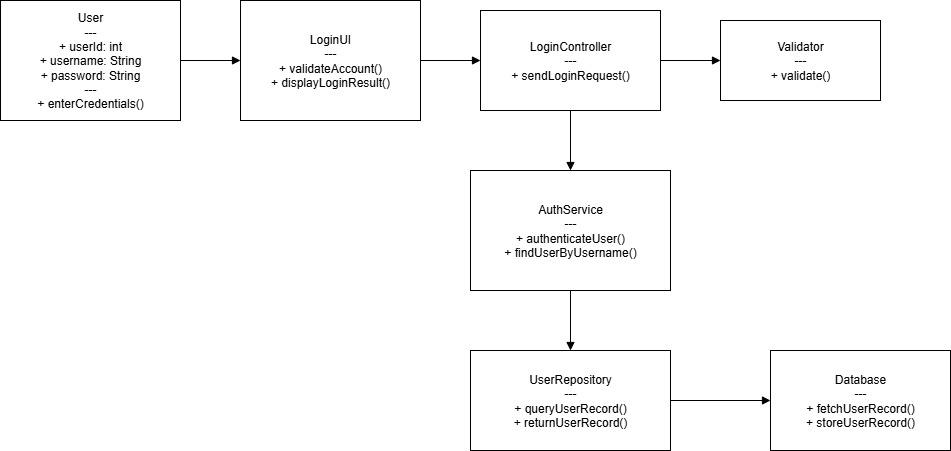 User
---
+ userId: int
+ username: String
+ password: String
---
+ enterCredentials()
LoginUI
---
+ validateAccount()
+ displayLoginResult()
LoginController
---
+ sendLoginRequest()
Validator
---
+ validate()
AuthService
---
+ authenticateUser()
+ findUserByUsername()
UserRepository
---
+ queryUserRecord()
+ returnUserRecord()
Database
---
+ fetchUserRecord()
+ storeUserRecord()